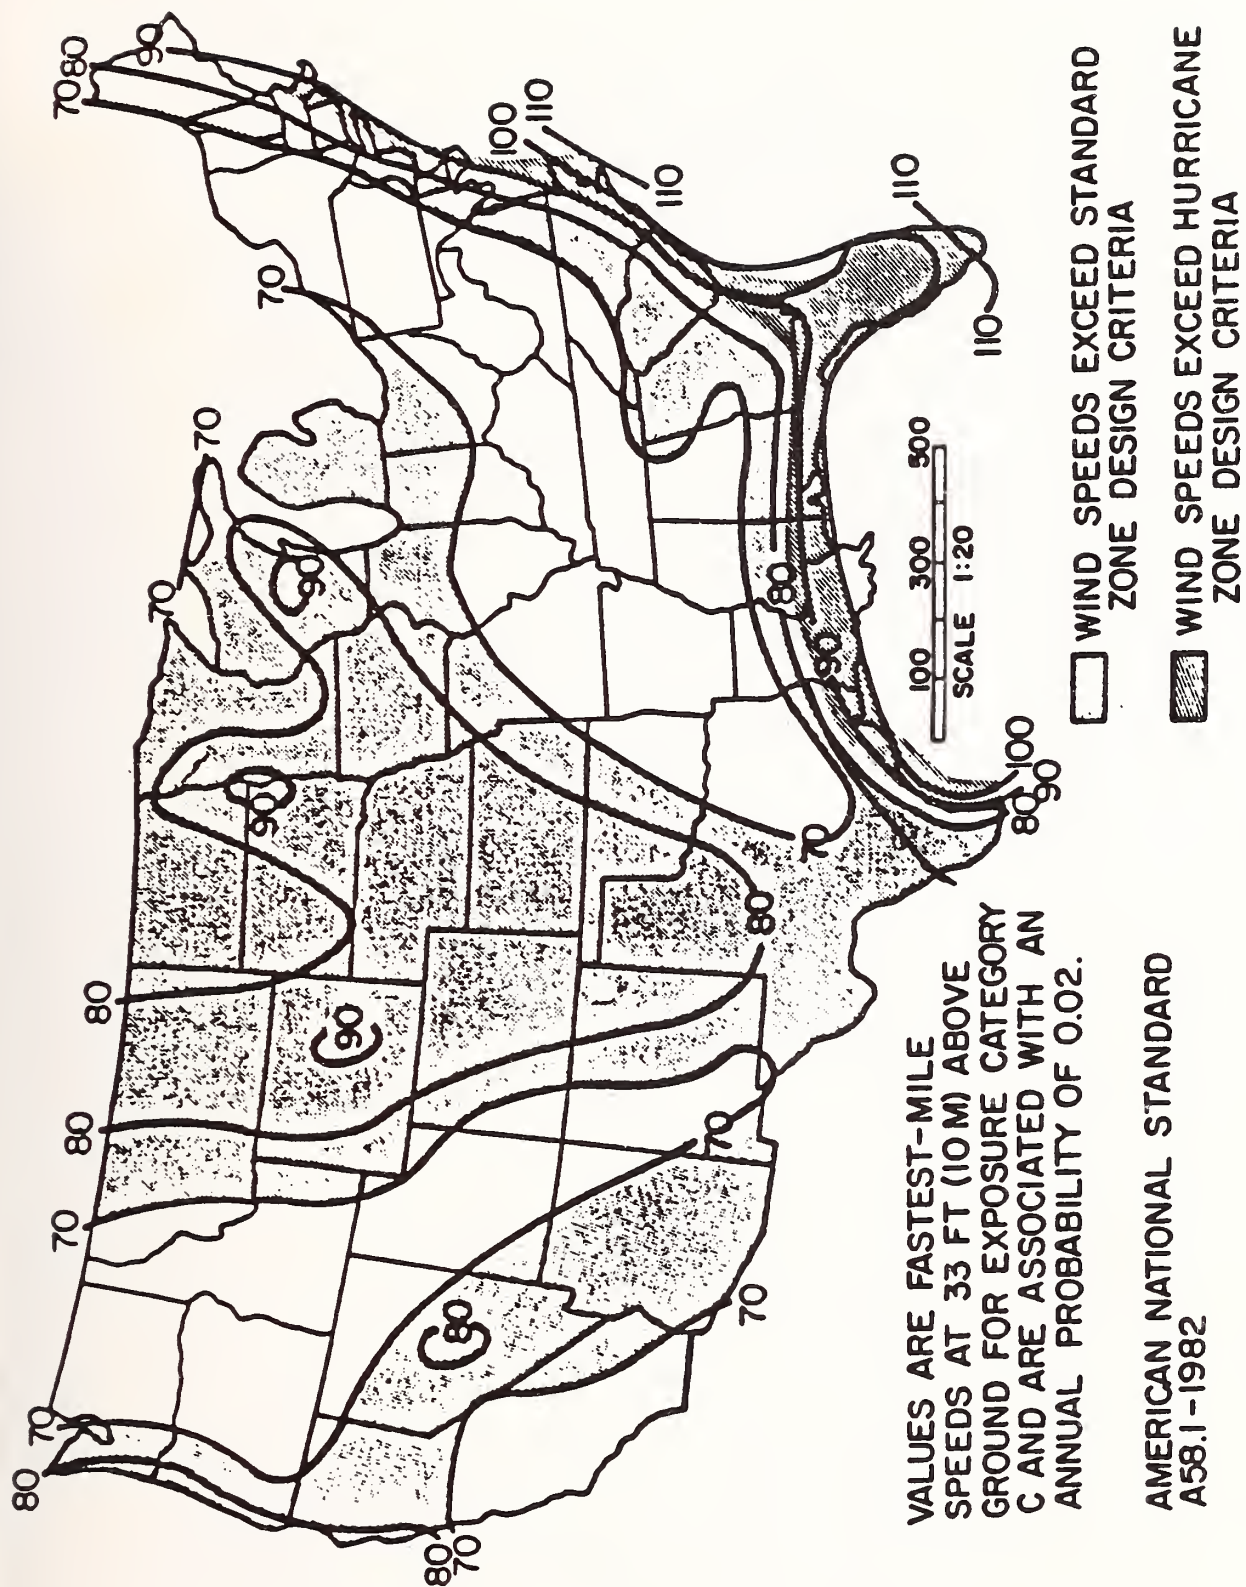 80
70
80
70
70
80
80
70
70
70
80
90
90
90
70
70
80
90
100
110
110
110
110
70
80
90
80
90
80
90
100
70
80
100 300 500
SCALE 1:20
VALUES ARE FASTEST-MILE
SPEEDS AT 33 FT (10 M) ABOVE
GROUND FOR EXPOSURE CATEGORY
C AND ARE ASSOCIATED WITH AN
ANNUAL PROBABILITY OF 0.02.
AMERICAN NATIONAL STANDARD
A58.1-1982
WIND SPEEDS EXCEED STANDARD
ZONE DESIGN CRITERIA
WIND SPEEDS EXCEED HURRICANE
ZONE DESIGN CRITERIA